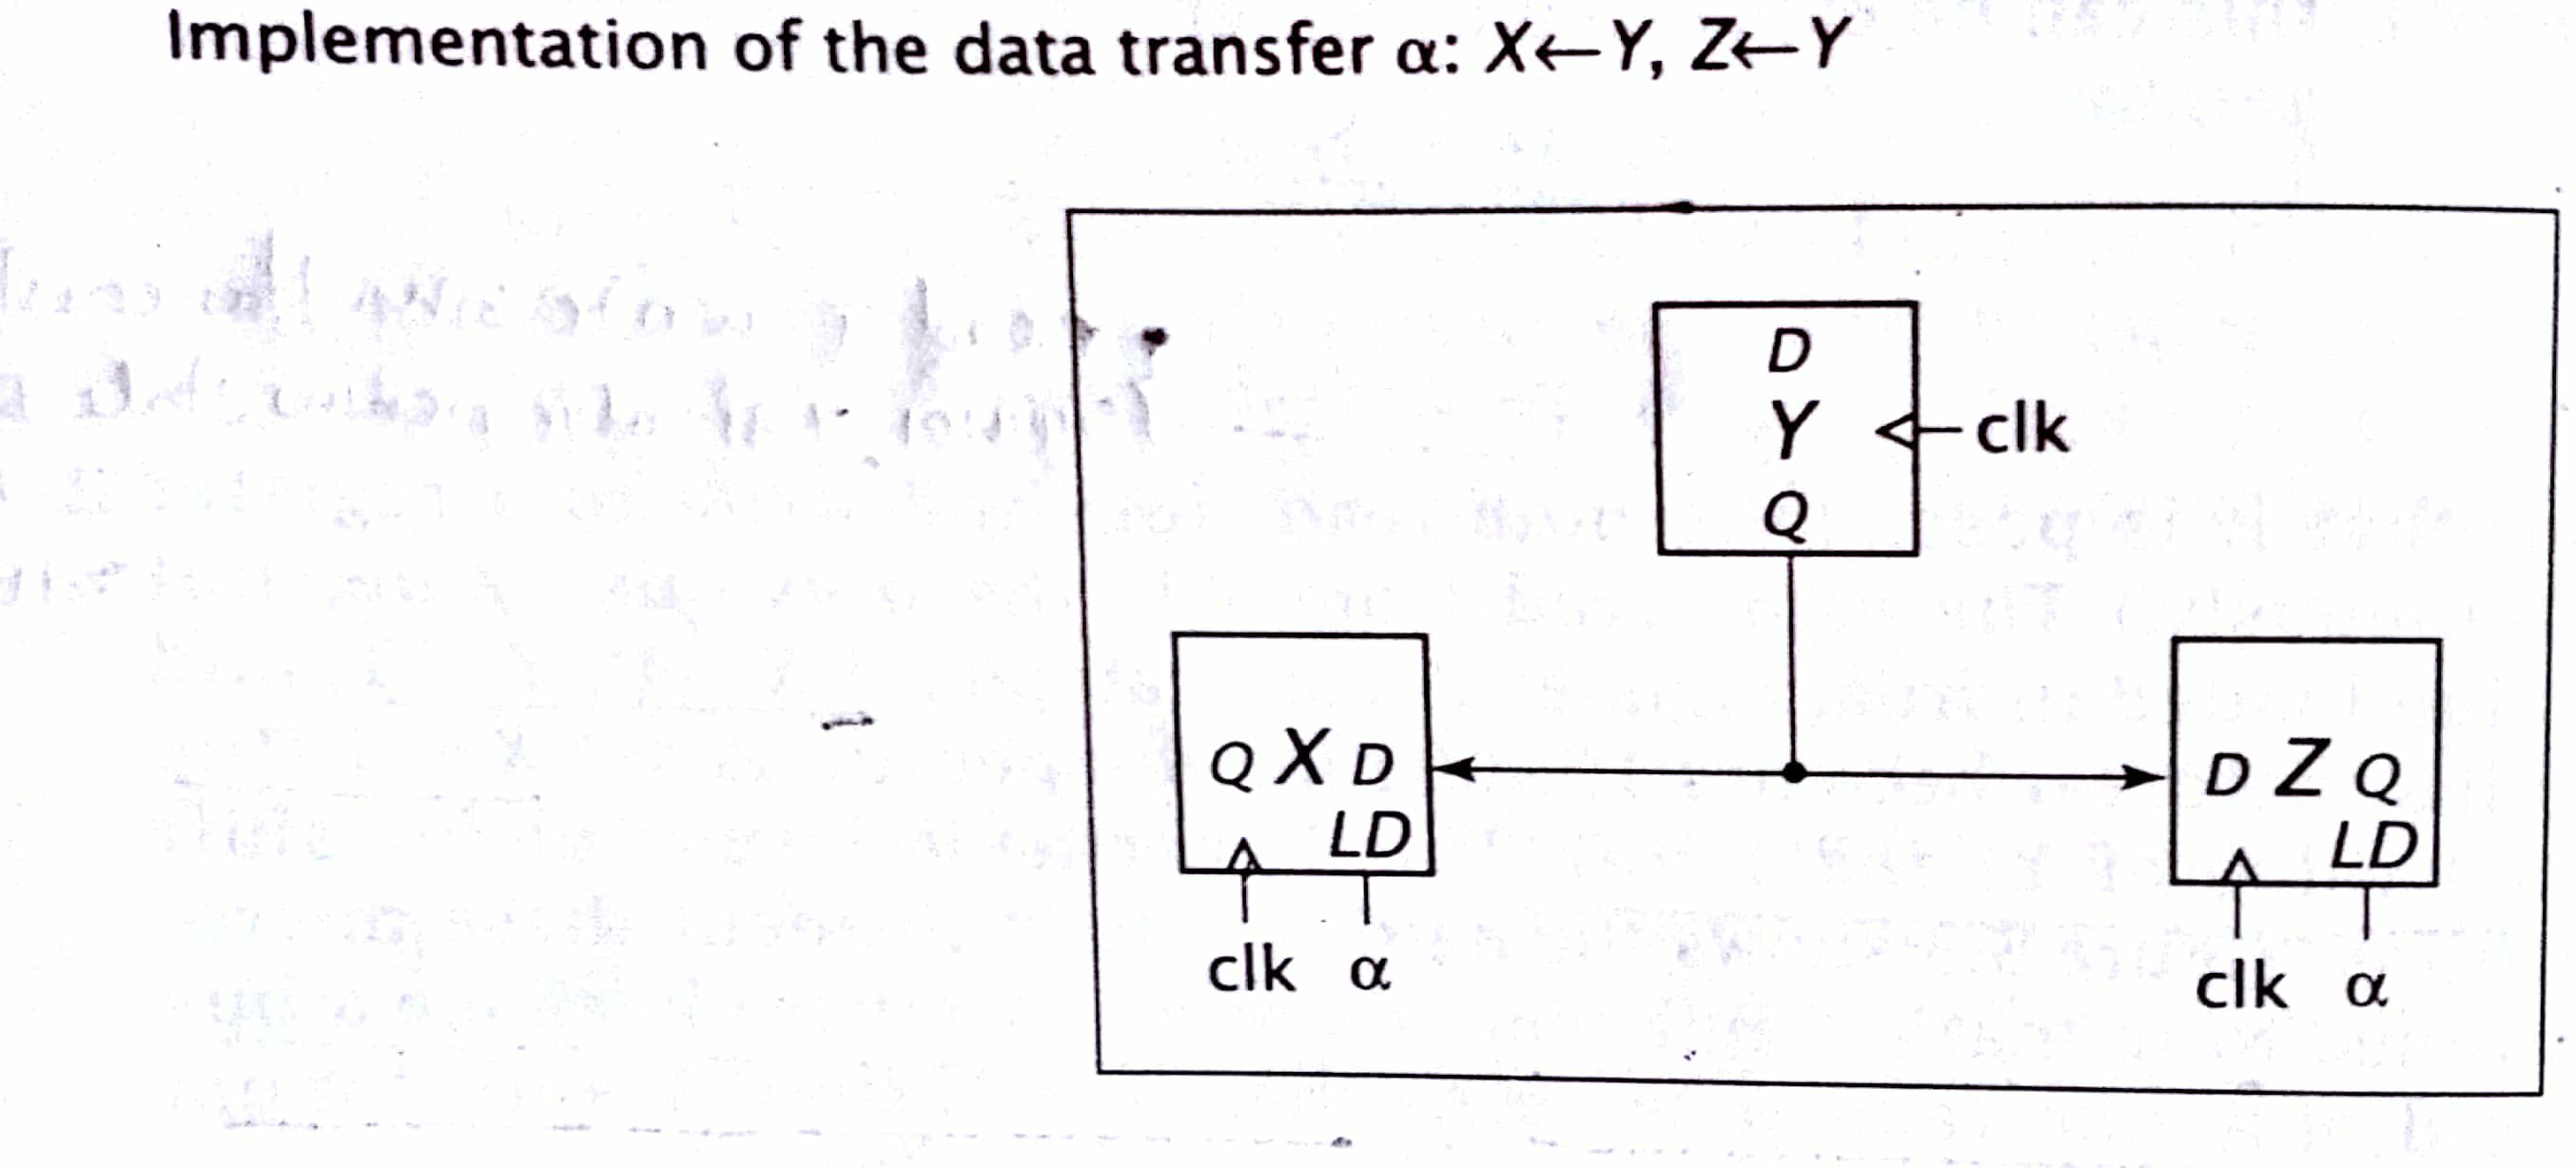 Implementation of the data transfer α: X←Y, Z←Y
D
Y clk
Q
Q X D
LD
clk α
D Z Q
LD
clk α